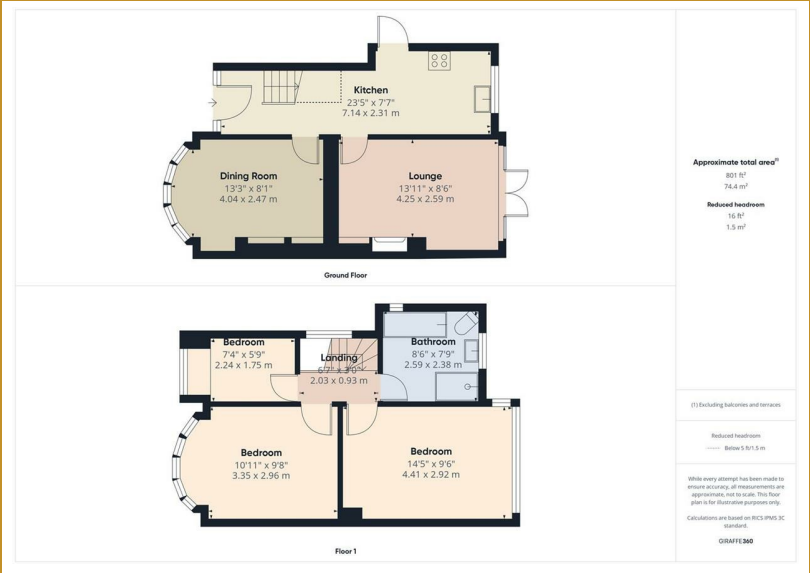 Kitchen
23'5" x 7'7"
7.14 x 2.31 m
Dining Room
13'3" x 8'1"
4.04 x 2.47 m
Lounge
13'11" x 8'6"
4.25 x 2.59 m
Ground Floor
Bedroom
7'4" x 5'9"
2.24 x 1.75 m
Landing
6'7" x 3'0"
2.03 x 0.93 m
Bathroom
8'6" x 7'9"
2.59 x 2.38 m
Bedroom
10'11" x 9'8"
3.35 x 2.96 m
Bedroom
14'5" x 9'6"
4.41 x 2.92 m
Floor 1
Approximate total area⁽¹⁾
801 ft²
74.4 m²
Reduced headroom
16 ft²
1.5 m²
(1) Excluding balconies and terraces
Reduced headroom
Below 5 ft/1.5 m
While every attempt has been made to
ensure accuracy, all measurements are
approximate, not to scale. This floor
plan is for illustrative purposes only.
Calculations are based on RICS IPMS 3C
standard.
GIRAFFE360